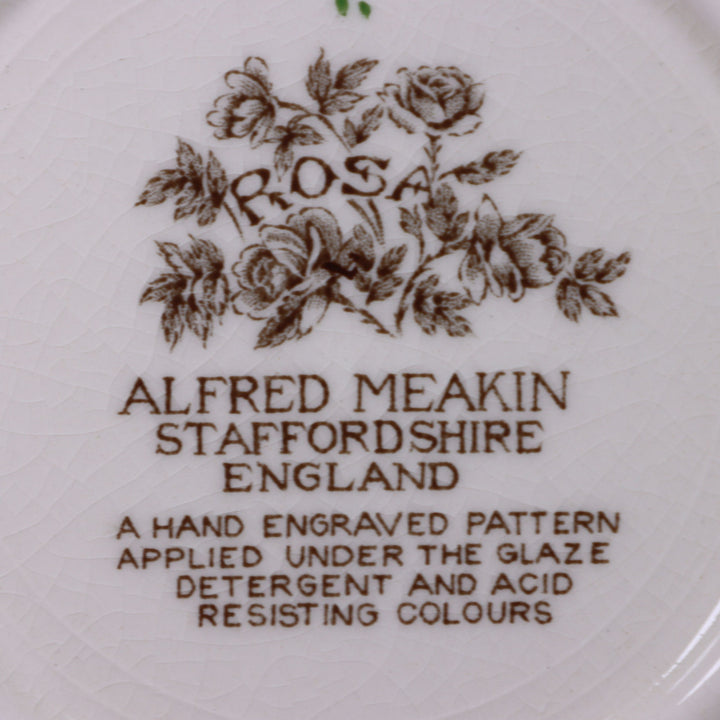 ROSA
ALFRED MEAKIN
STAFFORDSHIRE
ENGLAND
A HAND ENGRAVED PATTERN
APPLIED UNDER THE GLAZE
DETERGENT AND ACID
RESISTING COLOURS